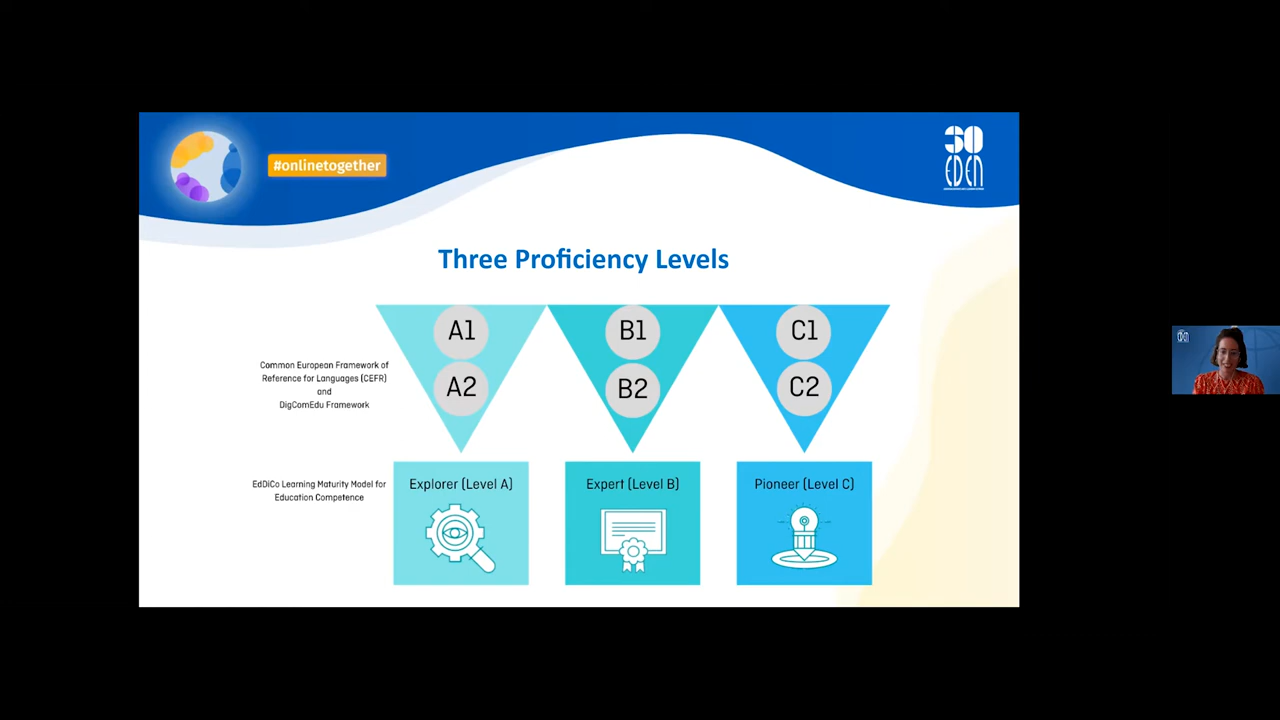 #onlinetogether
30
EDEN
Three Proficiency Levels
A1
B1
C1
A2
B2
C2
Common European Framework of
Reference for Languages (CEFR)
and
DigComEdu Framework
EdDiCo Learning Maturity Model for
Education Competence
Explorer (Level A)
Expert (Level B)
Pioneer (Level C)